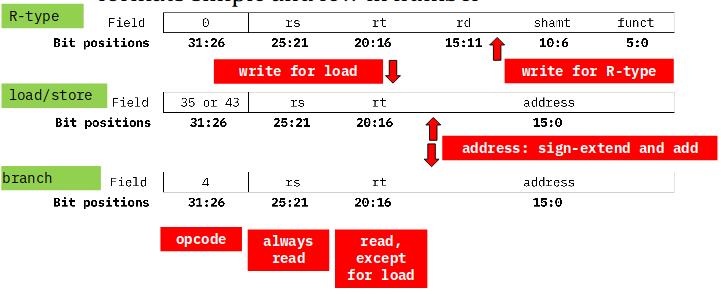 R-type Field 0 rs rt rd shamt funct
Bit positions 31:26 25:21 20:16 15:11 10:6 5:0
write for load write for R-type
load/store Field 35 or 43 rs rt address
Bit positions 31:26 25:21 20:16 15:0
address: sign-extend and add
branch Field 4 rs rt address
Bit positions 31:26 25:21 20:16 15:0
opcode
always
read
read,
except
for load